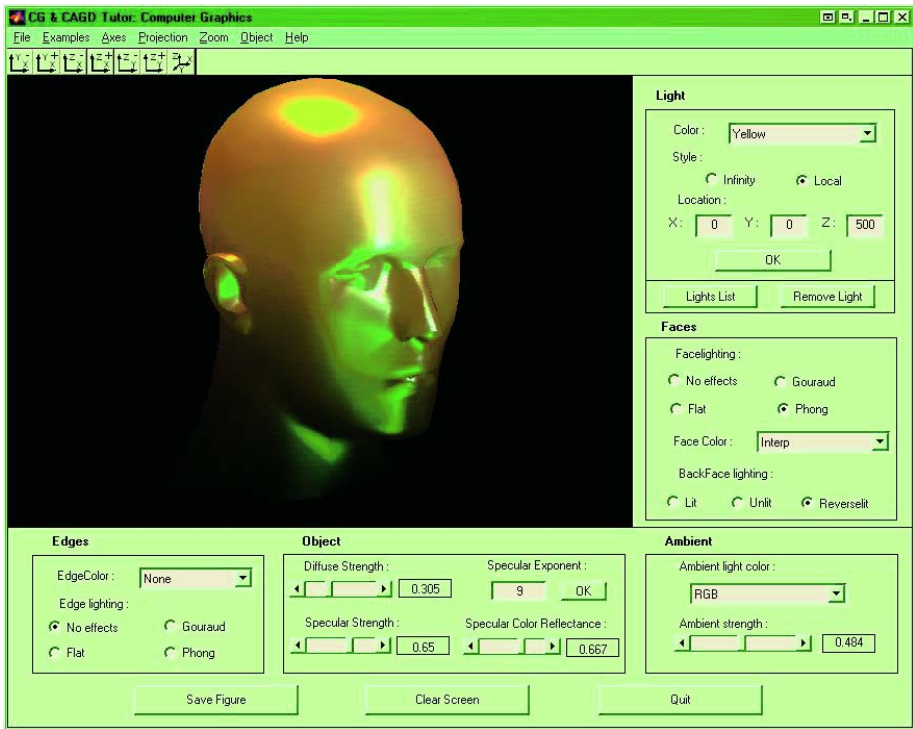 CG & CAGD Tutor: Computer Graphics
File Examples Axes Projection Zoom Object Help
Light
Color : Yellow
Style :
Infinity Local
Location :
X : 0 Y : 0 Z : 500
OK
Lights List Remove Light
Faces
Facelighting :
No effects Gouraud
Flat Phong
Face Color : Interp
BackFace lighting :
Lit Unlit Reverselit
Edges
EdgeColor : None
Edge lighting :
No effects Gouraud
Flat Phong
Object
Diffuse Strength : Specular Exponent :
0.305 9 OK
Specular Strength : Specular Color Reflectance :
0.65 0.667
Ambient
Ambient light color :
RGB
Ambient strength :
0.484
Save Figure Clear Screen Quit